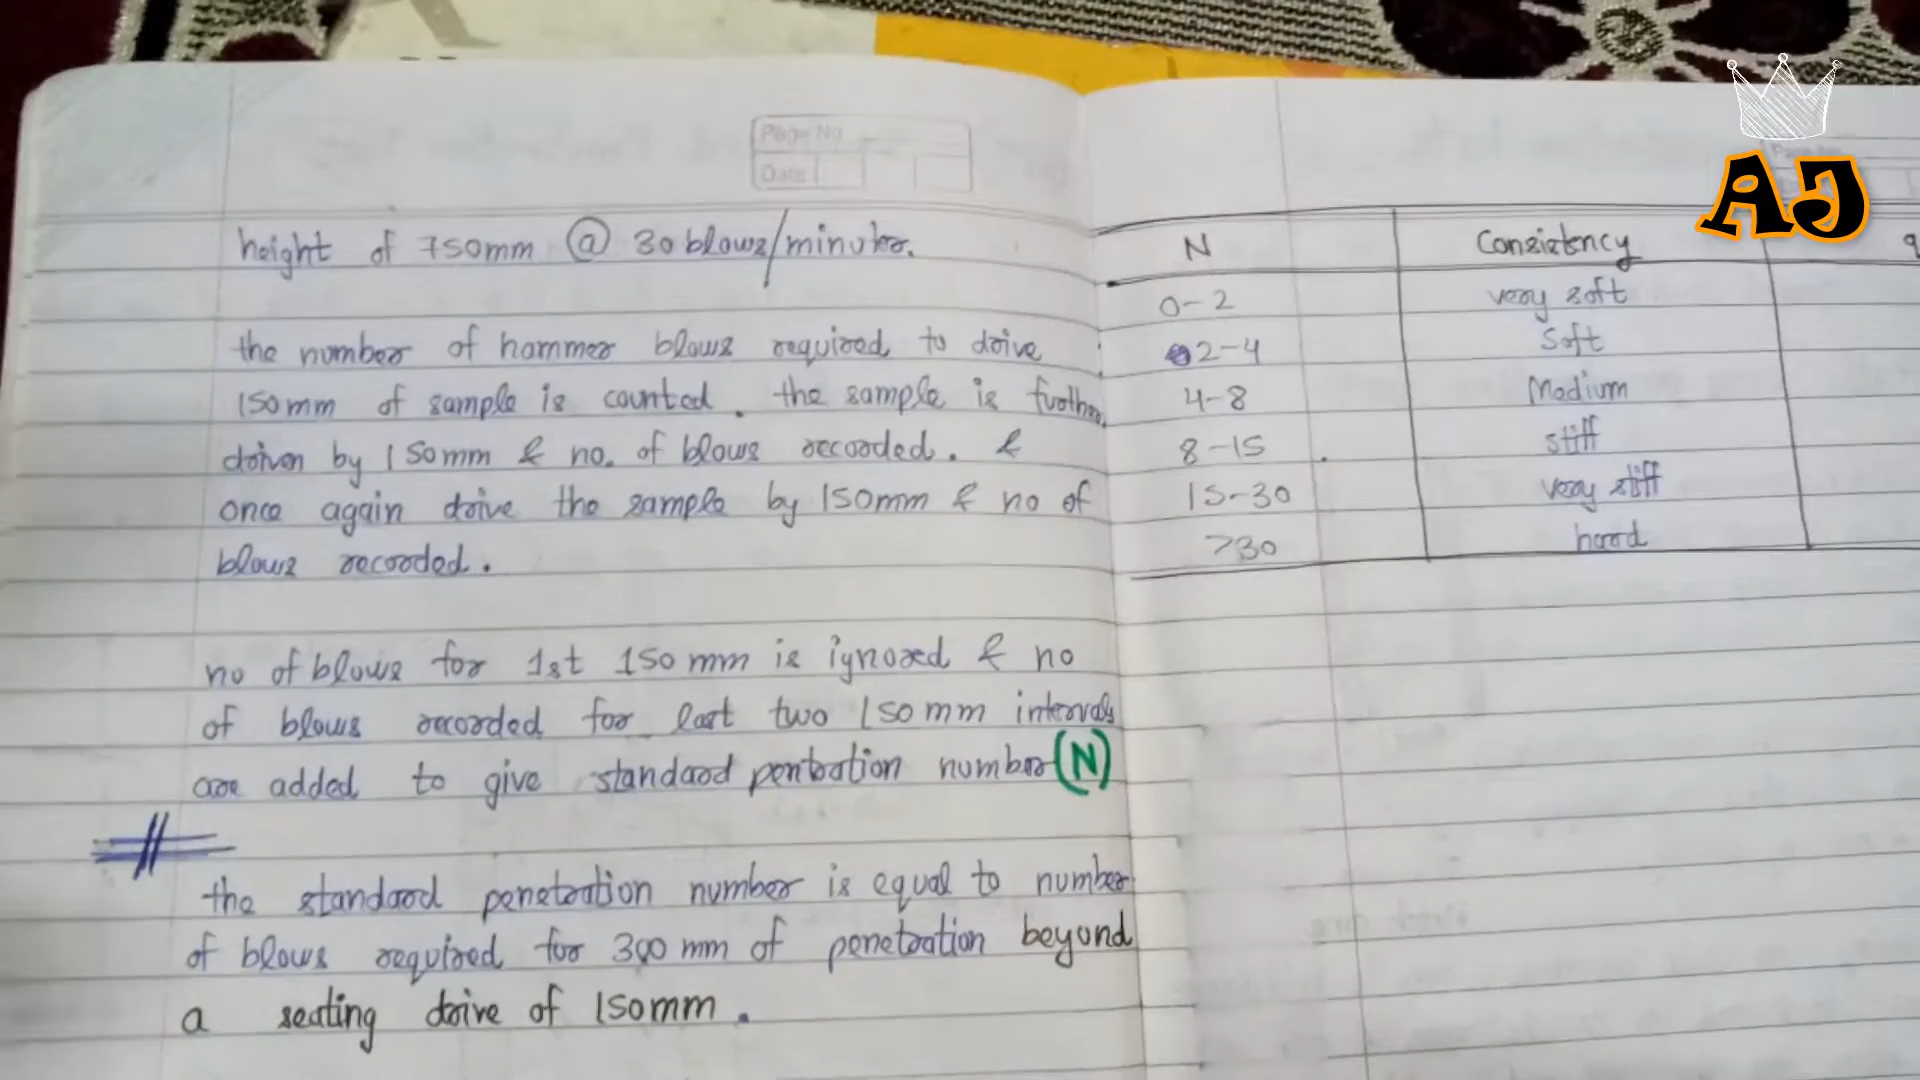 Page No
Date
height of 750mm @ 30 blows/minutes.
the number of hammer blows required to drive
150mm of sample is counted. the sample is further
driven by 150mm & no. of blows recorded. &
once again drive the sample by 150mm & no of
blows recorded.
no of blows for 1st 150 mm is ignored & no
of blows recorded for last two 150mm intervals
are added to give standard pentration number (N)
the standard penetration number is equal to number
of blows required for 300 mm of penetration beyond
a seating drive of 150mm.
AJ
N Consistency q
0-2 very soft
2-4 Soft
4-8 Medium
8-15 stiff
15-30 very stiff
>30 hard